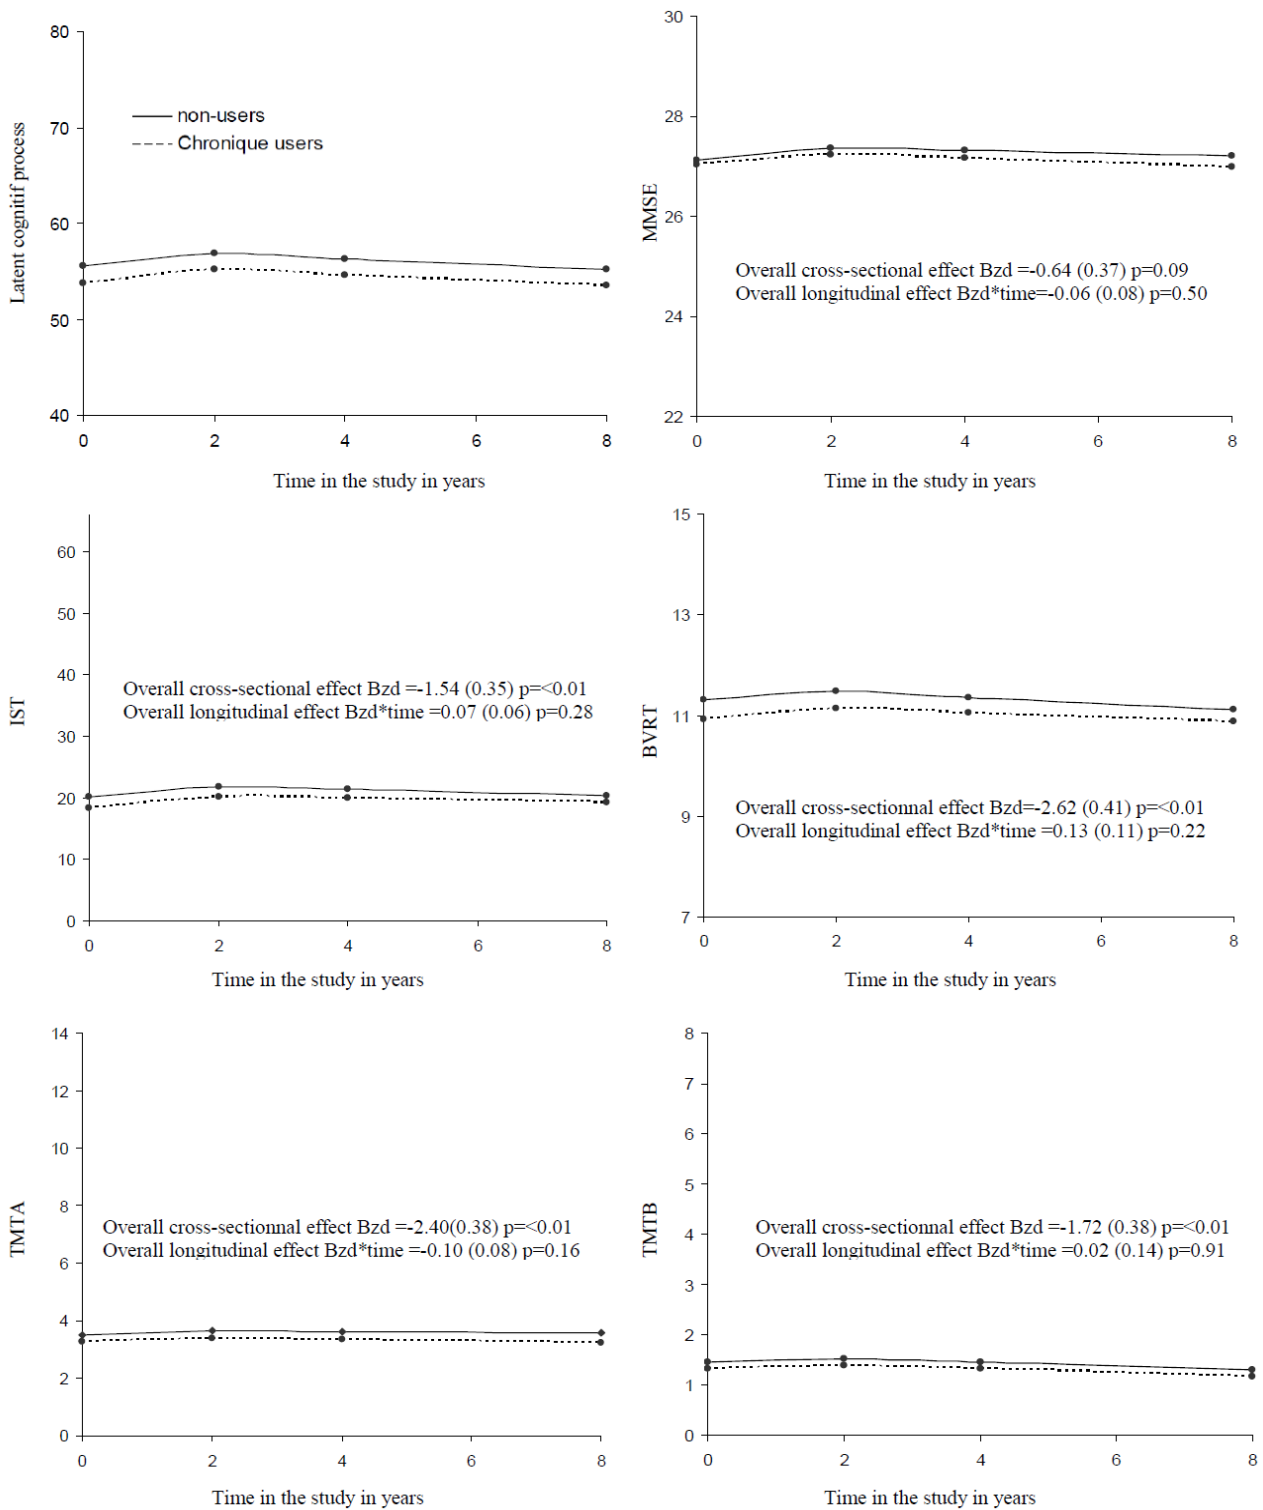 80
70
60
50
40
non-users
Chronique users
Latent cognitif process
0 2 4 6 8
Time in the study in years
30
28
26
24
22
MMSE
Overall cross-sectional effect Bzd =-0.64 (0.37) p=0.09
Overall longitudinal effect Bzd*time=-0.06 (0.08) p=0.50
0 2 4 6 8
Time in the study in years
60
50
40
30
20
10
0
IST
Overall cross-sectional effect Bzd =-1.54 (0.35) p=<0.01
Overall longitudinal effect Bzd*time =0.07 (0.06) p=0.28
0 2 4 6 8
Time in the study in years
15
13
11
9
7
BVRT
Overall cross-sectionnal effect Bzd=-2.62 (0.41) p=<0.01
Overall longitudinal effect Bzd*time =0.13 (0.11) p=0.22
0 2 4 6 8
Time in the study in years
14
12
10
8
6
4
2
0
TMTA
Overall cross-sectionnal effect Bzd =-2.40(0.38) p=<0.01
Overall longitudinal effect Bzd*time =-0.10 (0.08) p=0.16
0 2 4 6 8
Time in the study in years
8
7
6
5
4
3
2
1
0
TMTB
Overall cross-sectionnal effect Bzd =-1.72 (0.38) p=<0.01
Overall longitudinal effect Bzd*time =0.02 (0.14) p=0.91
0 2 4 6 8
Time in the study in years